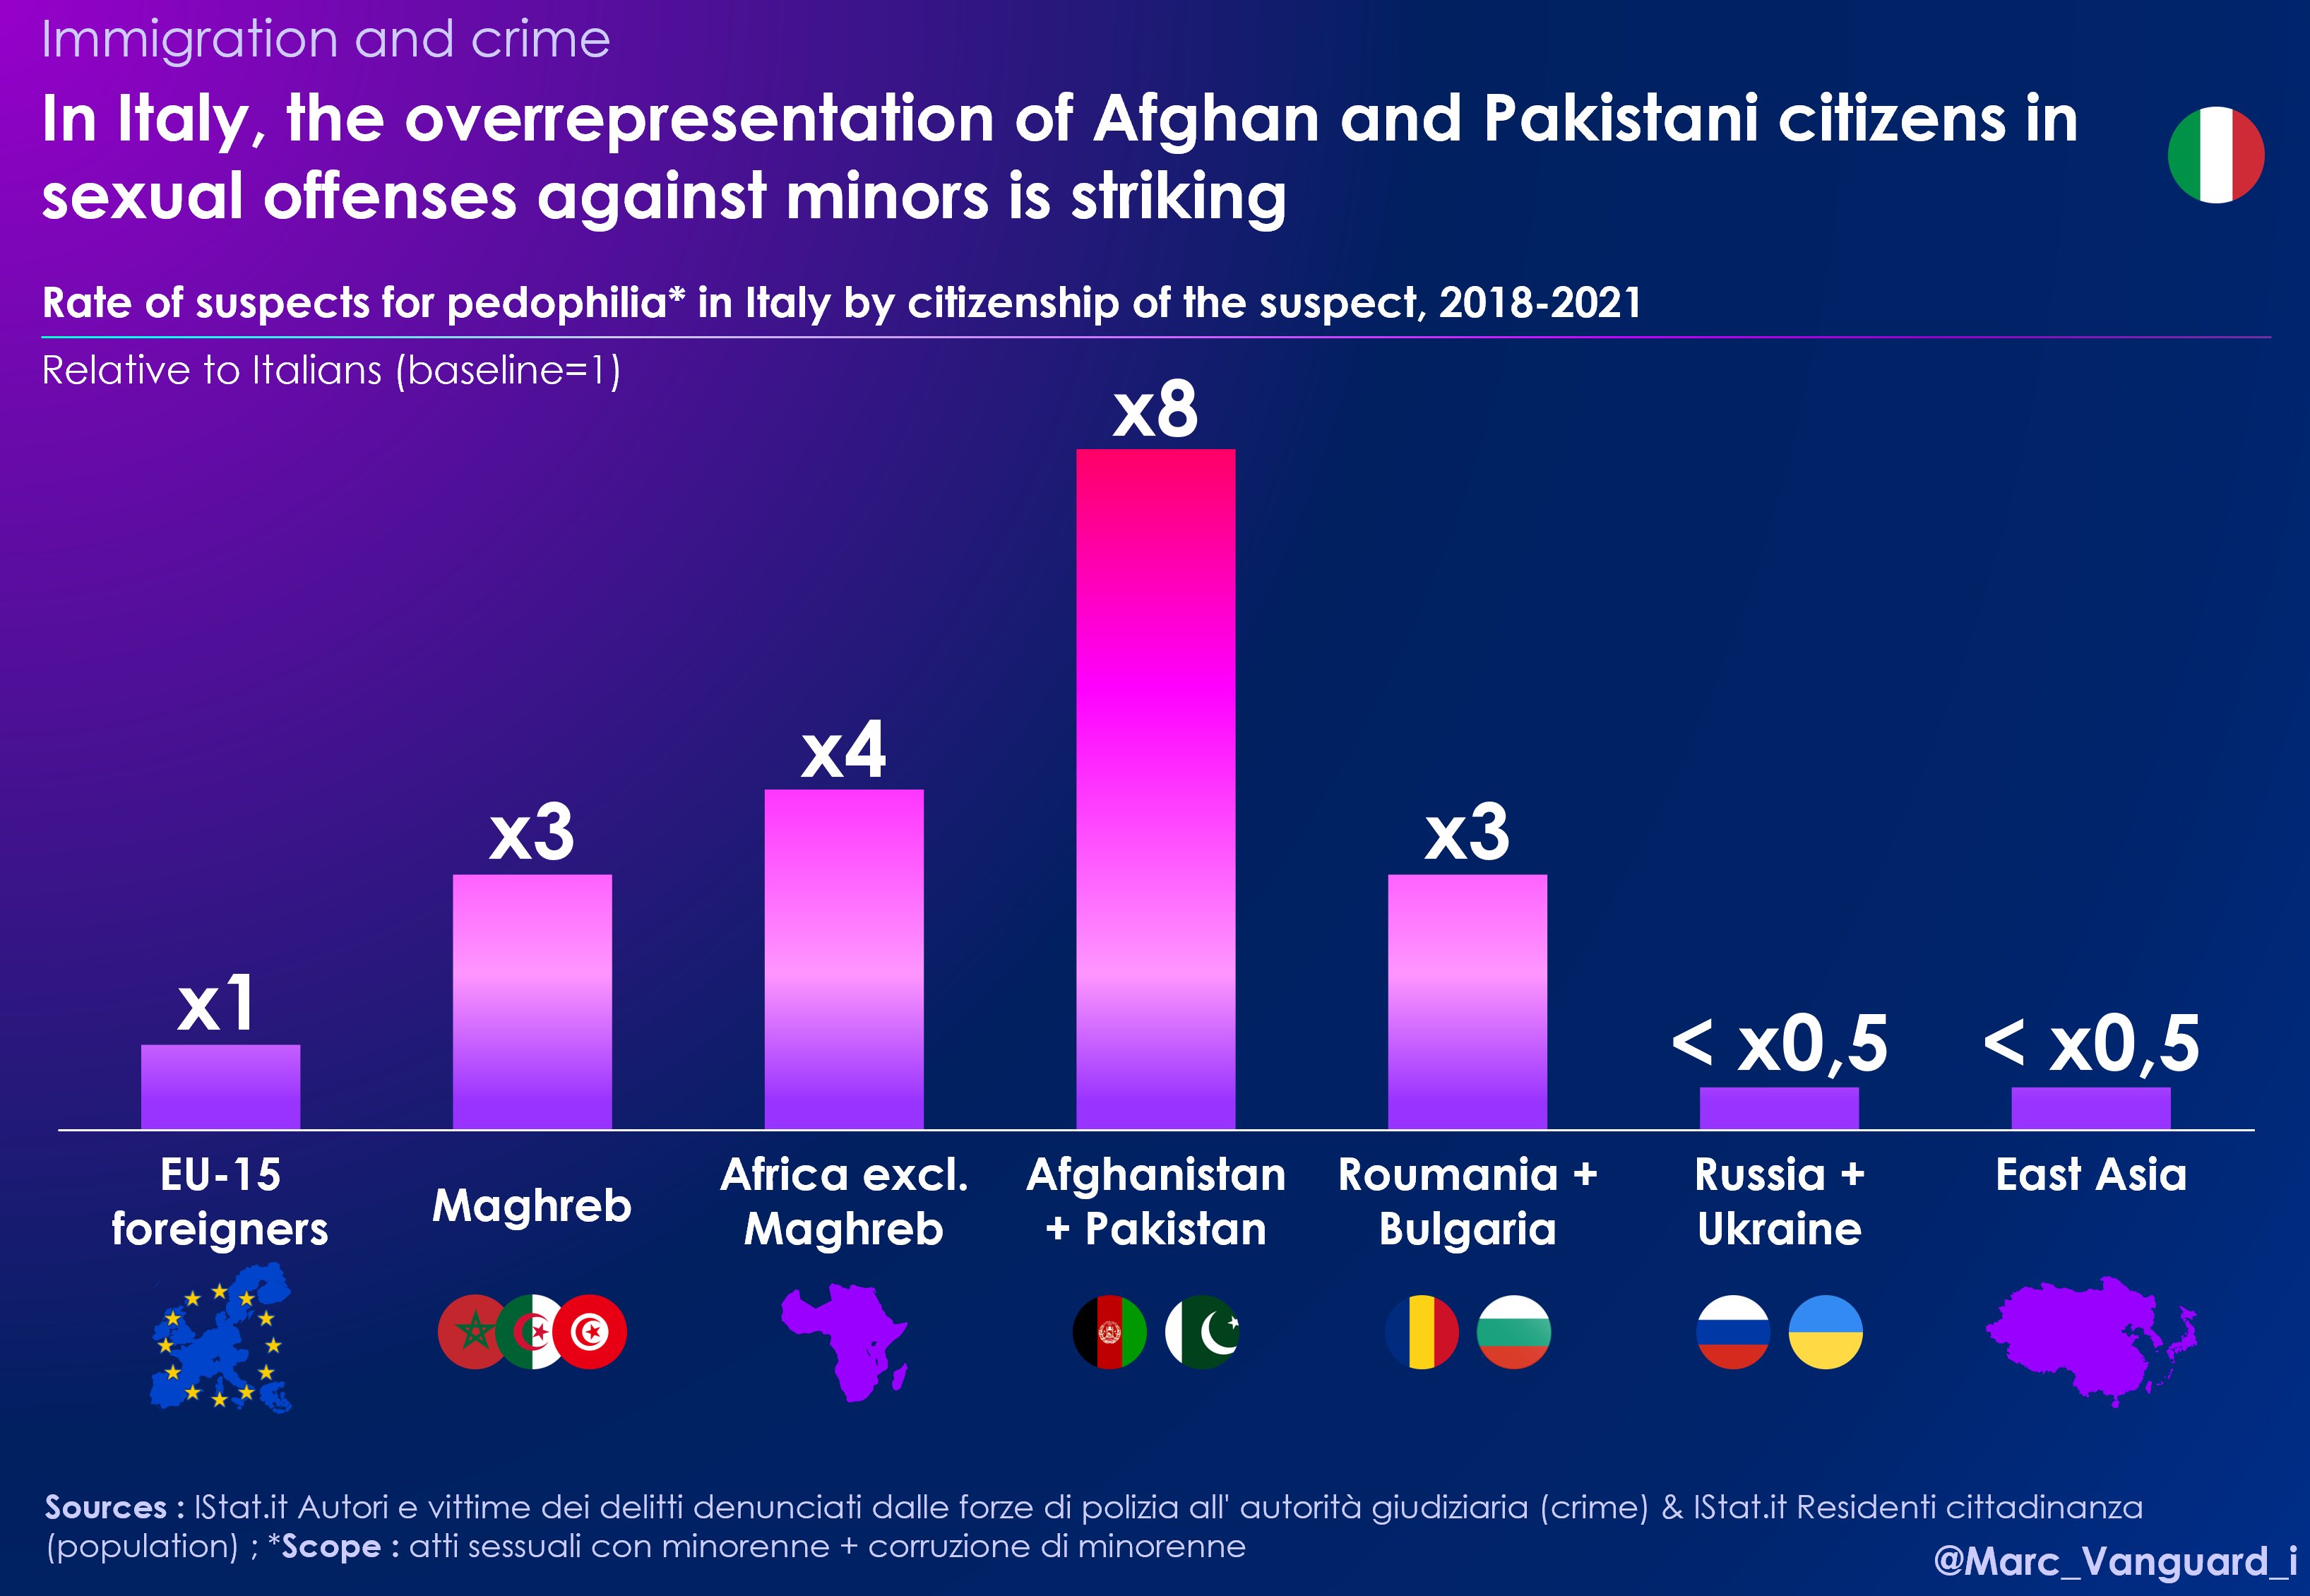 Immigration and crime
In Italy, the overrepresentation of Afghan and Pakistani citizens in
sexual offenses against minors is striking
Rate of suspects for pedophilia* in Italy by citizenship of the suspect, 2018-2021
Relative to Italians (baseline=1)
x1
x3
x4
x8
x3
< x0,5
< x0,5
EU-15
foreigners
Maghreb
Africa excl.
Maghreb
Afghanistan
+ Pakistan
Roumania +
Bulgaria
Russia +
Ukraine
East Asia
Sources : IStat.it Autori e vittime dei delitti denunciati dalle forze di polizia all' autorità giudiziaria (crime) & IStat.it Residenti cittadinanza
(population) ; *Scope : atti sessuali con minorenne + corruzione di minorenne
@Marc_Vanguard_i